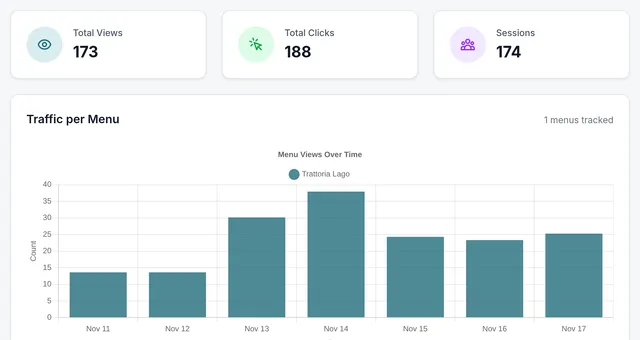 Total Views
173
Total Clicks
188
Sessions
174
Traffic per Menu
1 menus tracked
Menu Views Over Time
Trattoria Lago
Count
40
35
30
25
20
15
10
5
0
Nov 11 Nov 12 Nov 13 Nov 14 Nov 15 Nov 16 Nov 17